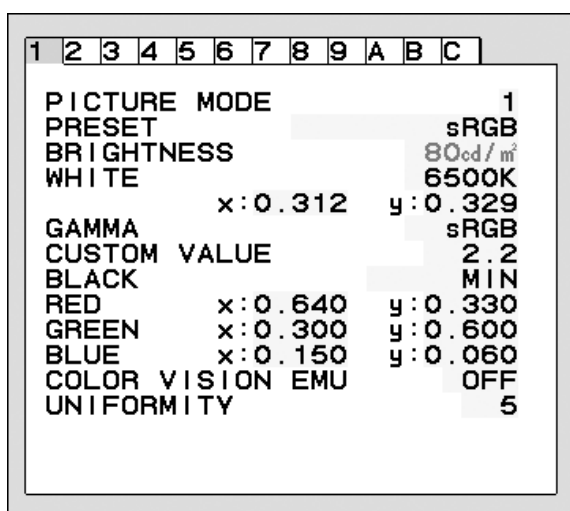 1 2 3 4 5 6 7 8 9 A B C
PICTURE MODE 1
PRESET sRGB
BRIGHTNESS 80cd/㎡
WHITE 6500K
x:0.312 y:0.329
GAMMA sRGB
CUSTOM VALUE 2.2
BLACK MIN
RED x:0.640 y:0.330
GREEN x:0.300 y:0.600
BLUE x:0.150 y:0.060
COLOR VISION EMU OFF
UNIFORMITY 5